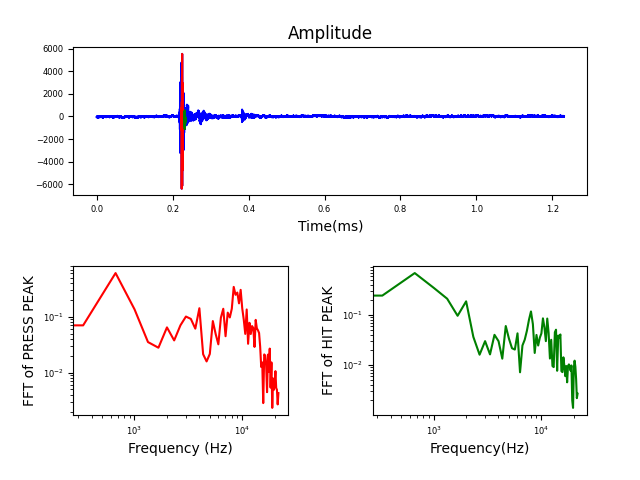 Amplitude
6000
4000
2000
0
−2000
−4000
−6000
0.0 0.2 0.4 0.6 0.8 1.0 1.2
Time(ms)
FFT of PRESS PEAK
10⁻¹
10⁻²
10³ 10⁴
Frequency (Hz)
FFT of HIT PEAK
10⁻¹
10⁻²
10³ 10⁴
Frequency(Hz)